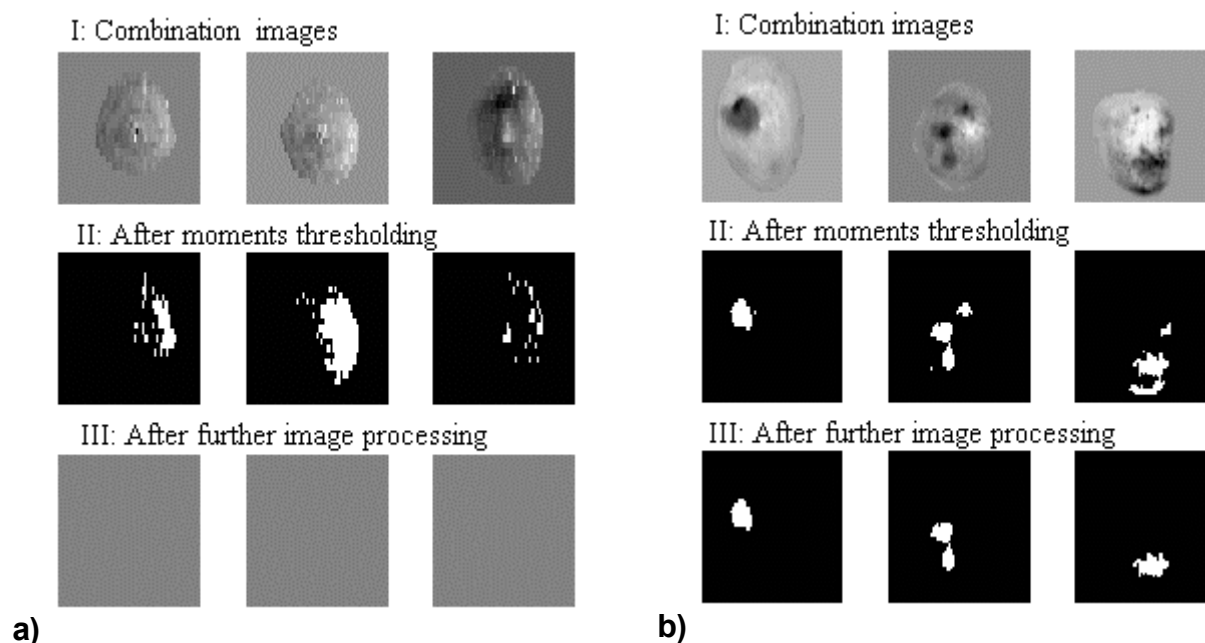 I: Combination images
II: After moments thresholding
III: After further image processing
a)
I: Combination images
II: After moments thresholding
III: After further image processing
b)